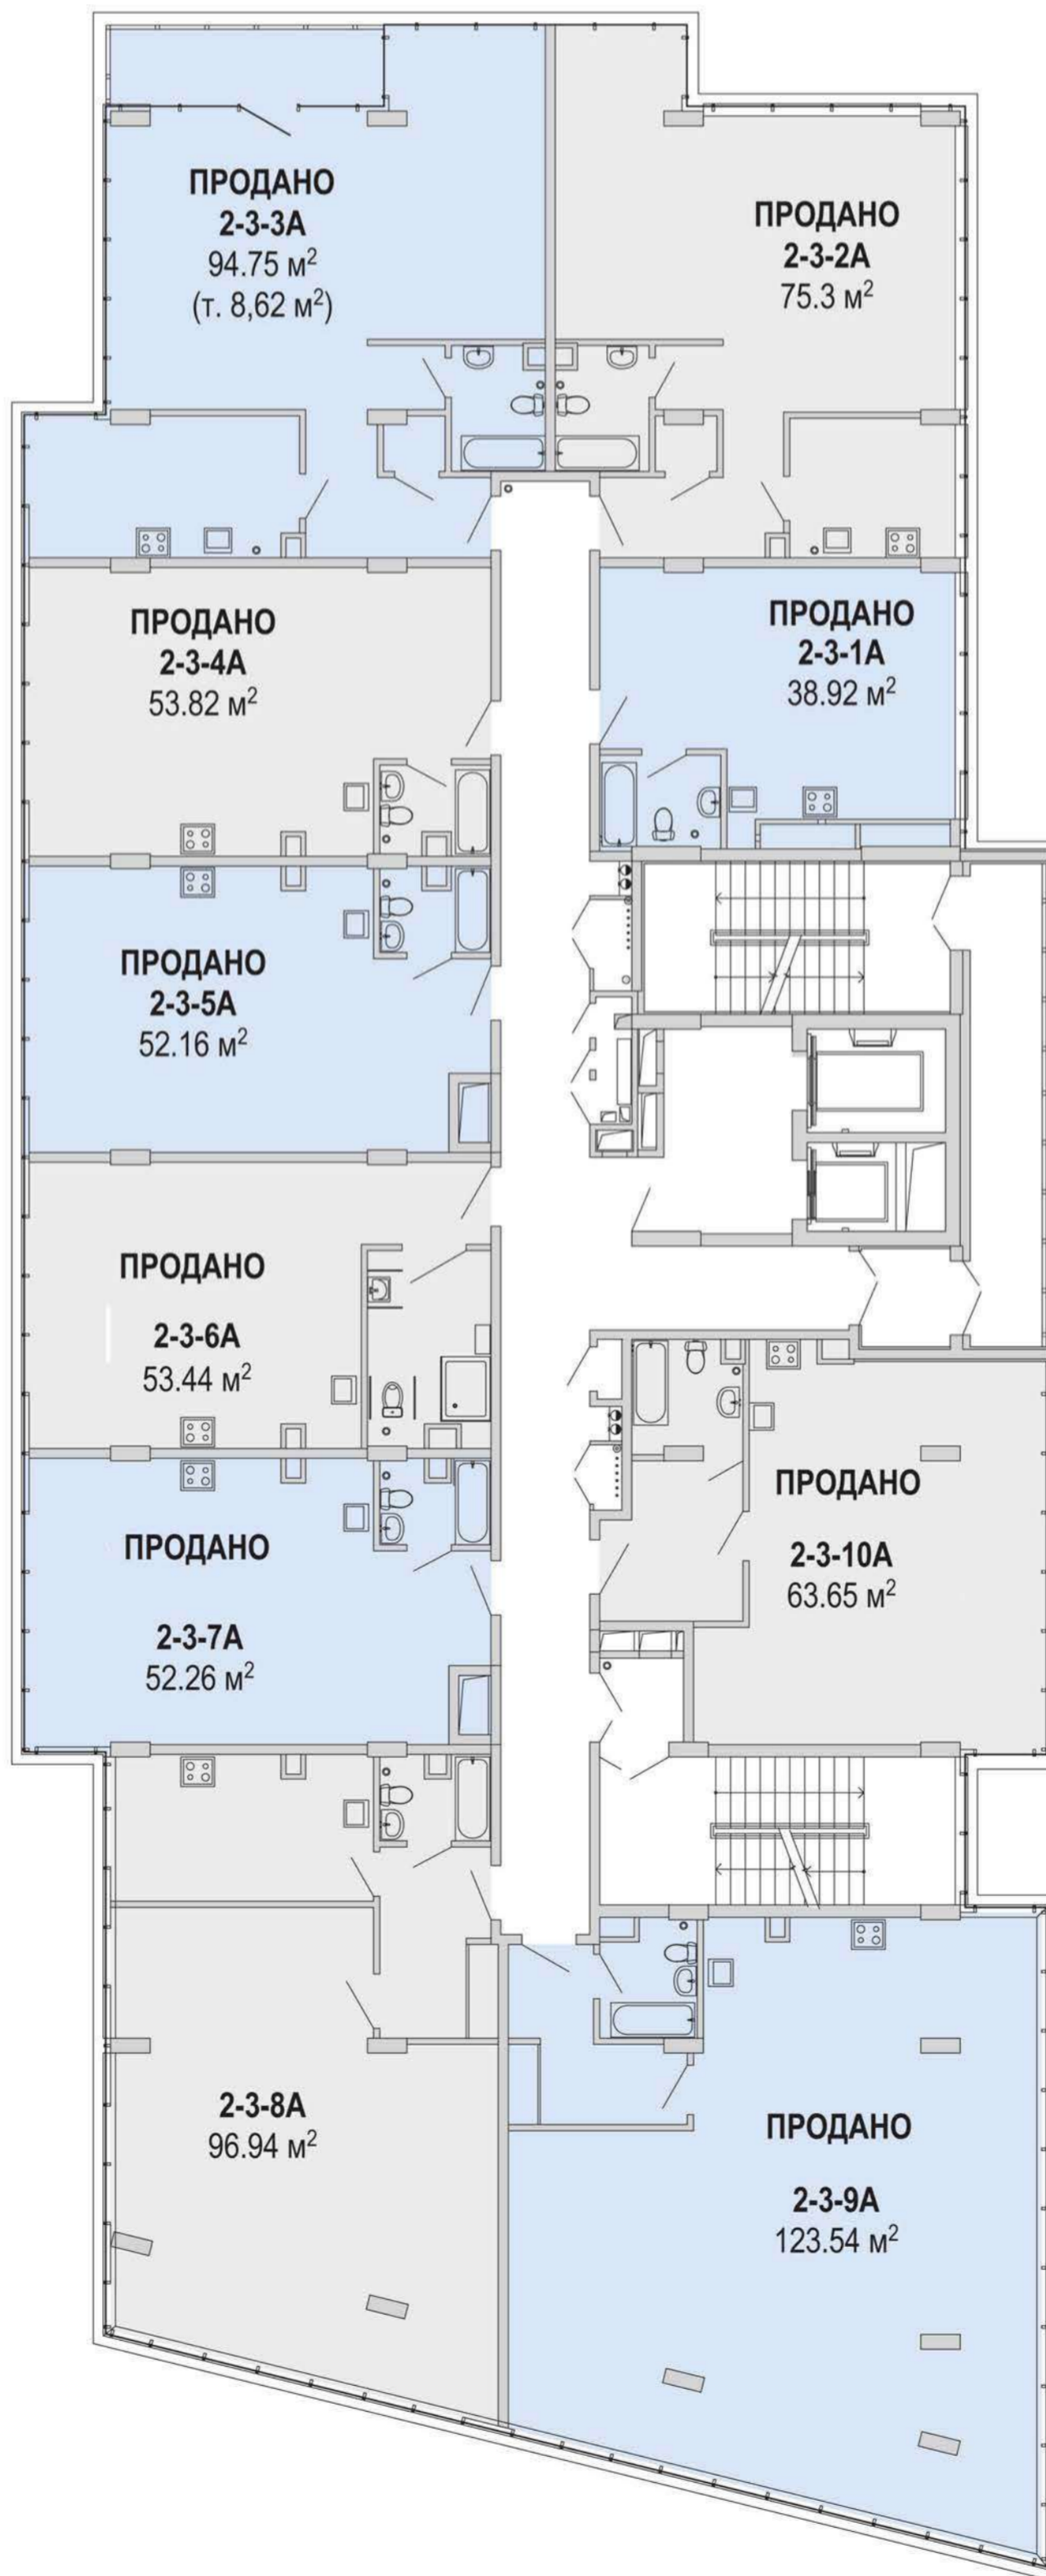 ПРОДАНО
2-3-3А
94.75 м²
(т. 8,62 м²)
ПРОДАНО
2-3-2А
75.3 м²
ПРОДАНО
2-3-4А
53.82 м²
ПРОДАНО
2-3-1А
38.92 м²
ПРОДАНО
2-3-5А
52.16 м²
ПРОДАНО
2-3-6А
53.44 м²
ПРОДАНО
2-3-10А
63.65 м²
ПРОДАНО
2-3-7А
52.26 м²
2-3-8А
96.94 м²
ПРОДАНО
2-3-9А
123.54 м²